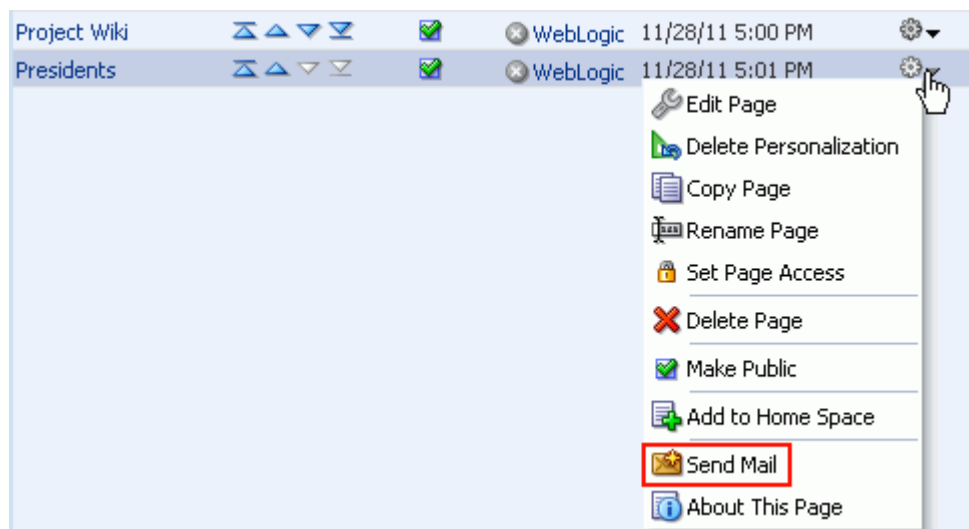 Project Wiki WebLogic 11/28/11 5:00 PM
Presidents WebLogic 11/28/11 5:01 PM
Edit Page
Delete Personalization
Copy Page
Rename Page
Set Page Access
Delete Page
Make Public
Add to Home Space
Send Mail
About This Page